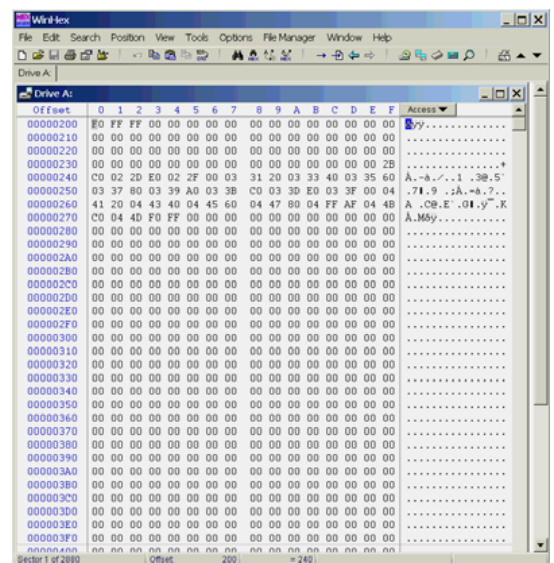 WinHex
File Edit Search Position View Tools Options File Manager Window Help
Drive A:
Drive A:
Offset 0 1 2 3 4 5 6 7 8 9 A B C D E F Access
00000200 F0 FF FF 00 00 00 00 00 00 00 00 00 00 00 00 00 ðÿÿ.............
00000210 00 00 00 00 00 00 00 00 00 00 00 00 00 00 00 00 ................
00000220 00 00 00 00 00 00 00 00 00 00 00 00 00 00 00 00 ................
00000230 00 00 00 00 00 00 00 00 00 00 00 00 00 00 00 2B ...............+
00000240 C0 02 2D E0 02 2F 00 03 31 20 03 33 40 03 35 60 À.-à./..1 .3@.5`
00000250 03 37 80 03 39 A0 03 3B C0 03 3D E0 03 3F 00 04 .7▌.9 .;À.=à.?..
00000260 41 20 04 43 40 04 45 60 04 47 80 04 FF AF 04 4B A .C@.E`.G▌.ÿ¯.K
00000270 C0 04 4D F0 FF 00 00 00 00 00 00 00 00 00 00 00 À.Mðÿ...........
00000280 00 00 00 00 00 00 00 00 00 00 00 00 00 00 00 00 ................
00000290 00 00 00 00 00 00 00 00 00 00 00 00 00 00 00 00 ................
000002A0 00 00 00 00 00 00 00 00 00 00 00 00 00 00 00 00 ................
000002B0 00 00 00 00 00 00 00 00 00 00 00 00 00 00 00 00 ................
000002C0 00 00 00 00 00 00 00 00 00 00 00 00 00 00 00 00 ................
000002D0 00 00 00 00 00 00 00 00 00 00 00 00 00 00 00 00 ................
000002E0 00 00 00 00 00 00 00 00 00 00 00 00 00 00 00 00 ................
000002F0 00 00 00 00 00 00 00 00 00 00 00 00 00 00 00 00 ................
00000300 00 00 00 00 00 00 00 00 00 00 00 00 00 00 00 00 ................
00000310 00 00 00 00 00 00 00 00 00 00 00 00 00 00 00 00 ................
00000320 00 00 00 00 00 00 00 00 00 00 00 00 00 00 00 00 ................
00000330 00 00 00 00 00 00 00 00 00 00 00 00 00 00 00 00 ................
00000340 00 00 00 00 00 00 00 00 00 00 00 00 00 00 00 00 ................
00000350 00 00 00 00 00 00 00 00 00 00 00 00 00 00 00 00 ................
00000360 00 00 00 00 00 00 00 00 00 00 00 00 00 00 00 00 ................
00000370 00 00 00 00 00 00 00 00 00 00 00 00 00 00 00 00 ................
00000380 00 00 00 00 00 00 00 00 00 00 00 00 00 00 00 00 ................
00000390 00 00 00 00 00 00 00 00 00 00 00 00 00 00 00 00 ................
000003A0 00 00 00 00 00 00 00 00 00 00 00 00 00 00 00 00 ................
000003B0 00 00 00 00 00 00 00 00 00 00 00 00 00 00 00 00 ................
000003C0 00 00 00 00 00 00 00 00 00 00 00 00 00 00 00 00 ................
000003D0 00 00 00 00 00 00 00 00 00 00 00 00 00 00 00 00 ................
000003E0 00 00 00 00 00 00 00 00 00 00 00 00 00 00 00 00 ................
000003F0 00 00 00 00 00 00 00 00 00 00 00 00 00 00 00 00 ................
00000400 00 00 00 00 00 00 00 00 00 00 00 00 00 00 00 00 ................
Sector 1 of 2880 Offset: 200 = 240